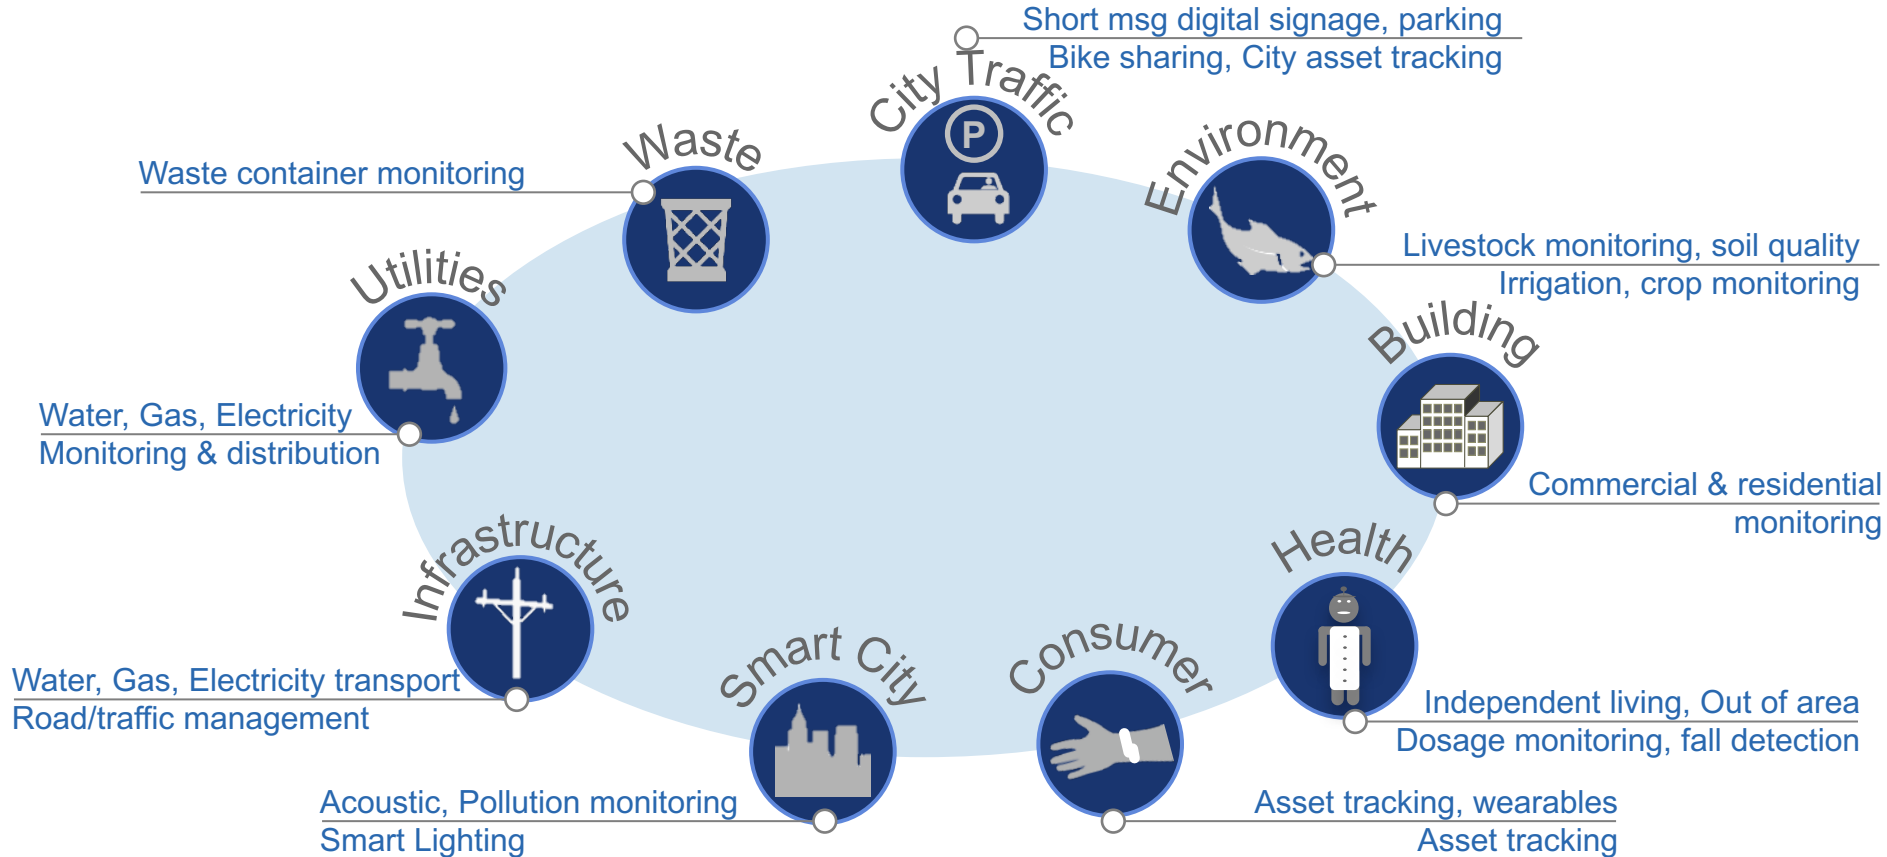 Short msg digital signage, parking
Bike sharing, City asset tracking
City Traffic
P
Waste
Waste container monitoring
Environment
Livestock monitoring, soil quality
Irrigation, crop monitoring
Utilities
Water, Gas, Electricity
Monitoring & distribution
Building
Commercial & residential
monitoring
Infrastructure
Water, Gas, Electricity transport
Road/traffic management
Health
Independent living, Out of area
Dosage monitoring, fall detection
Smart City
Acoustic, Pollution monitoring
Smart Lighting
Consumer
Asset tracking, wearables
Asset tracking